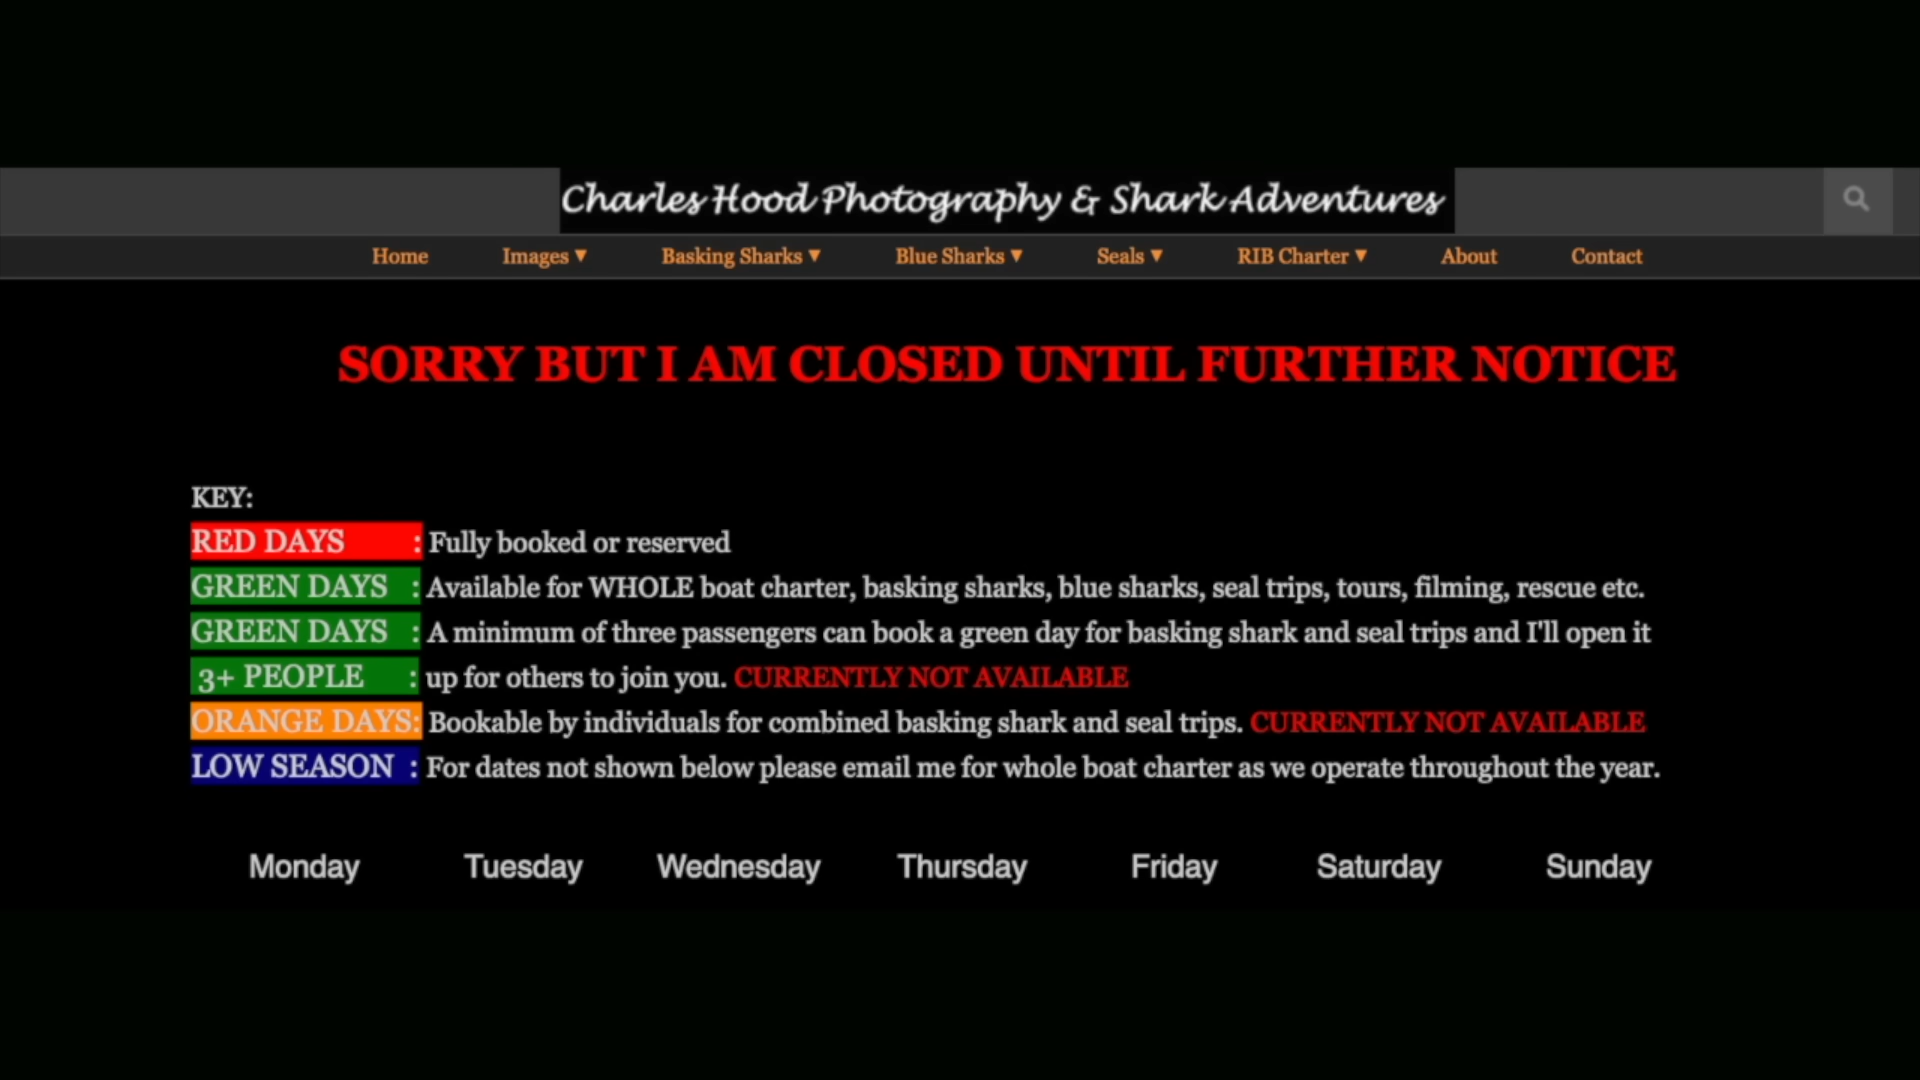 Charles Hood Photography & Shark Adventures
Home Images ▼ Basking Sharks ▼ Blue Sharks ▼ Seals ▼ RIB Charter ▼ About Contact
SORRY BUT I AM CLOSED UNTIL FURTHER NOTICE
KEY:
RED DAYS : Fully booked or reserved
GREEN DAYS : Available for WHOLE boat charter, basking sharks, blue sharks, seal trips, tours, filming, rescue etc.
GREEN DAYS : A minimum of three passengers can book a green day for basking shark and seal trips and I'll open it
3+ PEOPLE : up for others to join you. CURRENTLY NOT AVAILABLE
ORANGE DAYS: Bookable by individuals for combined basking shark and seal trips. CURRENTLY NOT AVAILABLE
LOW SEASON : For dates not shown below please email me for whole boat charter as we operate throughout the year.
Monday Tuesday Wednesday Thursday Friday Saturday Sunday